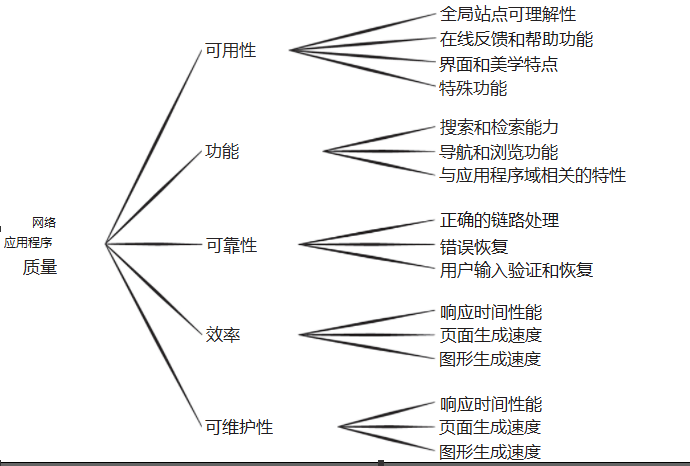 网络
应用程序
质量
可用性
全局站点可理解性
在线反馈和帮助功能
界面和美学特点
特殊功能
功能
搜索和检索能力
导航和浏览功能
与应用程序域相关的特性
可靠性
正确的链路处理
错误恢复
用户输入验证和恢复
效率
响应时间性能
页面生成速度
图形生成速度
可维护性
响应时间性能
页面生成速度
图形生成速度